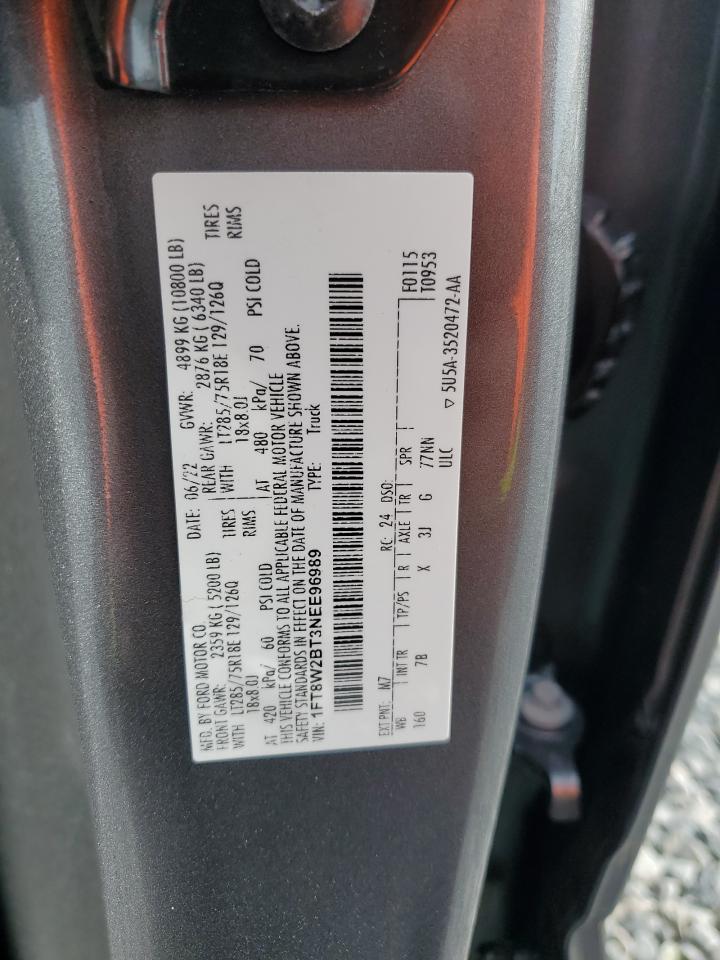 MFD. BY FORD MOTOR CO. DATE: 06/22 GVWR: 4899 KG (10800 LB)
FRONT GAWR: 2359 KG ( 5200 LB) REAR GAWR: 2876 KG ( 6340 LB)
WITH LT285/75R18E 129/126Q TIRES WITH LT285/75R18E 129/126Q TIRES
18x8.0J RIMS 18x8.0J RIMS
AT 420 kPa/ 60 PSI COLD AT 480 kPa/ 70 PSI COLD
THIS VEHICLE CONFORMS TO ALL APPLICABLE FEDERAL MOTOR VEHICLE
SAFETY STANDARDS IN EFFECT ON THE DATE OF MANUFACTURE SHOWN ABOVE.
VIN: 1FT8W2BT3NEE96989 TYPE: Truck
EXT PNT: M7 RC: 24 DSO: F0115
WB INT TR TP/PS R AXLE TR SPR T0953
160 7B X 3J G 77NN
ULC ▽ 5U5A-3520472-AA